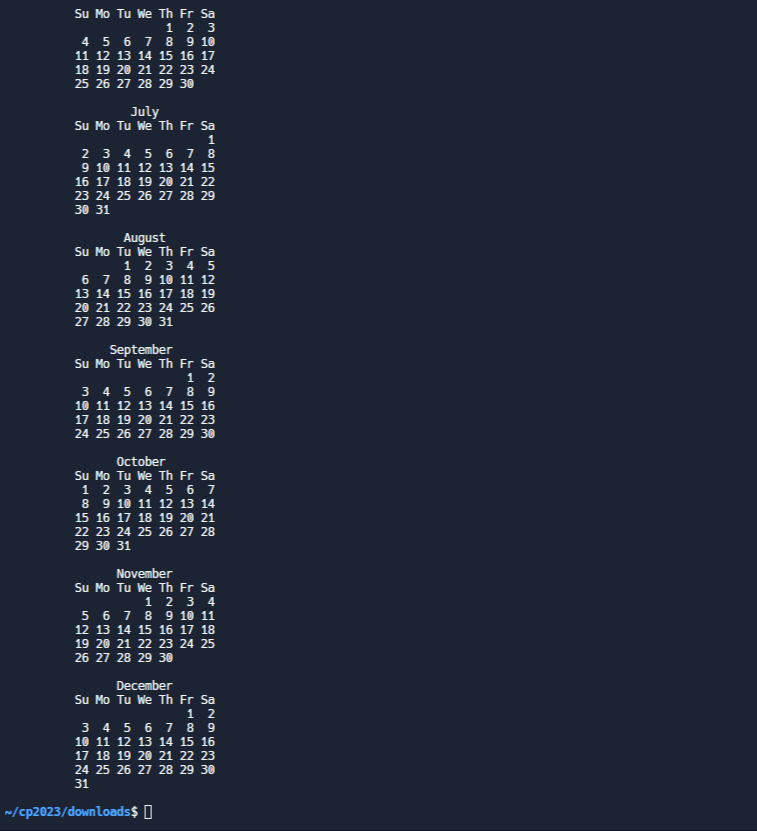 Su Mo Tu We Th Fr Sa
             1  2  3
 4  5  6  7  8  9 10
11 12 13 14 15 16 17
18 19 20 21 22 23 24
25 26 27 28 29 30
        July
Su Mo Tu We Th Fr Sa
                   1
 2  3  4  5  6  7  8
 9 10 11 12 13 14 15
16 17 18 19 20 21 22
23 24 25 26 27 28 29
30 31
       August
Su Mo Tu We Th Fr Sa
       1  2  3  4  5
 6  7  8  9 10 11 12
13 14 15 16 17 18 19
20 21 22 23 24 25 26
27 28 29 30 31
     September
Su Mo Tu We Th Fr Sa
                1  2
 3  4  5  6  7  8  9
10 11 12 13 14 15 16
17 18 19 20 21 22 23
24 25 26 27 28 29 30
      October
Su Mo Tu We Th Fr Sa
 1  2  3  4  5  6  7
 8  9 10 11 12 13 14
15 16 17 18 19 20 21
22 23 24 25 26 27 28
29 30 31
      November
Su Mo Tu We Th Fr Sa
          1  2  3  4
 5  6  7  8  9 10 11
12 13 14 15 16 17 18
19 20 21 22 23 24 25
26 27 28 29 30
      December
Su Mo Tu We Th Fr Sa
                1  2
 3  4  5  6  7  8  9
10 11 12 13 14 15 16
17 18 19 20 21 22 23
24 25 26 27 28 29 30
31
~/cp2023/downloads$